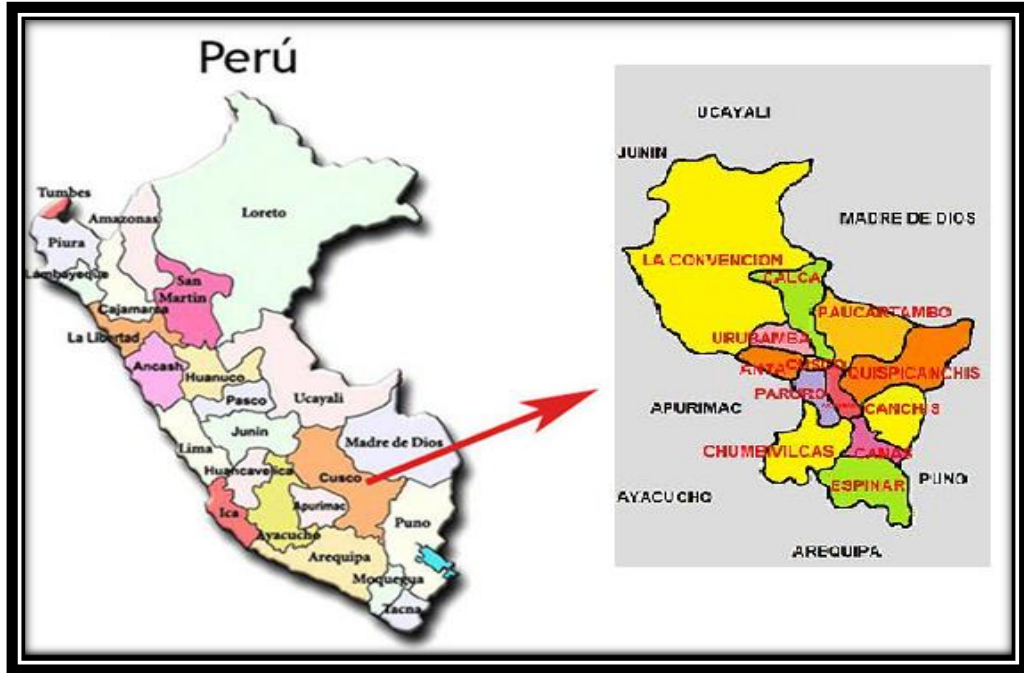 Perú
Tumbes
Piura
Amazonas
Loreto
Lambayeque
San
Martin
Cajamarca
La Libertad
Ancash
Huanuco
Pasco
Ucayali
Junin
Lima
Madre de Dios
Huancavelica
Cusco
Ica
Apurimac
Ayacucho
Puno
Arequipa
Moquegua
Tacna
UCAYALI
JUNIN
MADRE DE DIOS
LA CONVENCION
CALCA
PAUCARTAMBO
URUBAMBA
ANTA
CUSCO
QUISPICANCHIS
PARURO
APURIMAC
CANCHIS
CHUMBIVILCAS
CANAS
ESPINAR
PUNO
AYACUCHO
AREQUIPA